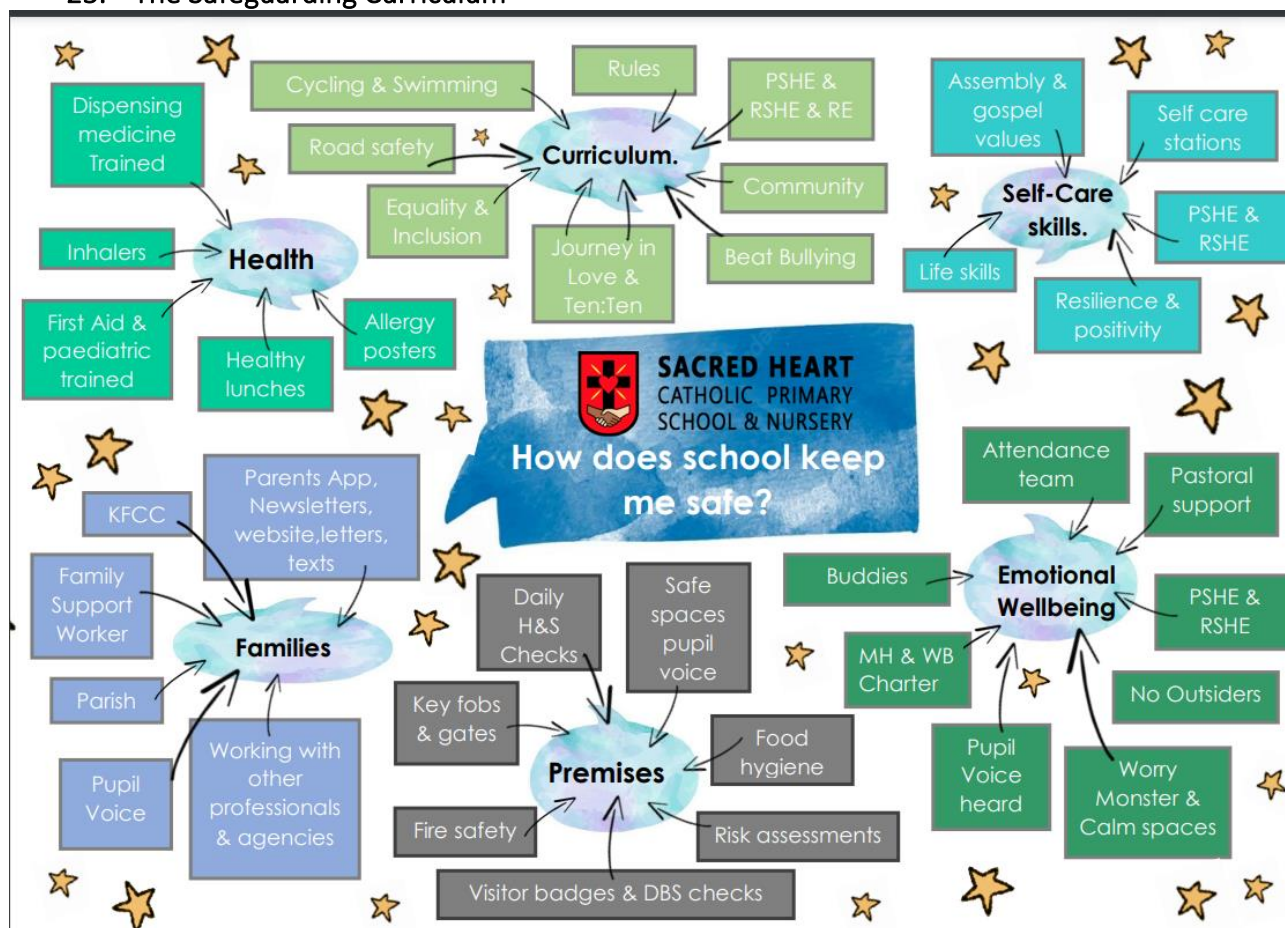 25. The Safeguarding Curriculum
Dispensing
medicine
Trained
Inhalers
First Aid &
paediatric
trained
Healthy
lunches
Allergy
posters
Health
Cycling & Swimming
Rules
PSHE &
RSHE & RE
Road safety
Curriculum.
Community
Equality &
Inclusion
Journey in
Love &
Ten:Ten
Beat Bullying
Assembly &
gospel
values
Self care
stations
Self-Care
skills.
PSHE &
RSHE
Life skills
Resilience &
positivity
SACRED HEART
CATHOLIC PRIMARY
SCHOOL & NURSERY
How does school keep
me safe?
KFCC
Parents App,
Newsletters,
website,letters,
texts
Family
Support
Worker
Families
Parish
Pupil
Voice
Working with
other
professionals
& agencies
Daily
H&S
Checks
Safe
spaces
pupil
voice
Key fobs
& gates
Premises
Food
hygiene
Fire safety
Risk assessments
Visitor badges & DBS checks
Attendance
team
Pastoral
support
Buddies
Emotional
Wellbeing
PSHE &
RSHE
MH & WB
Charter
No Outsiders
Pupil
Voice
heard
Worry
Monster &
Calm spaces